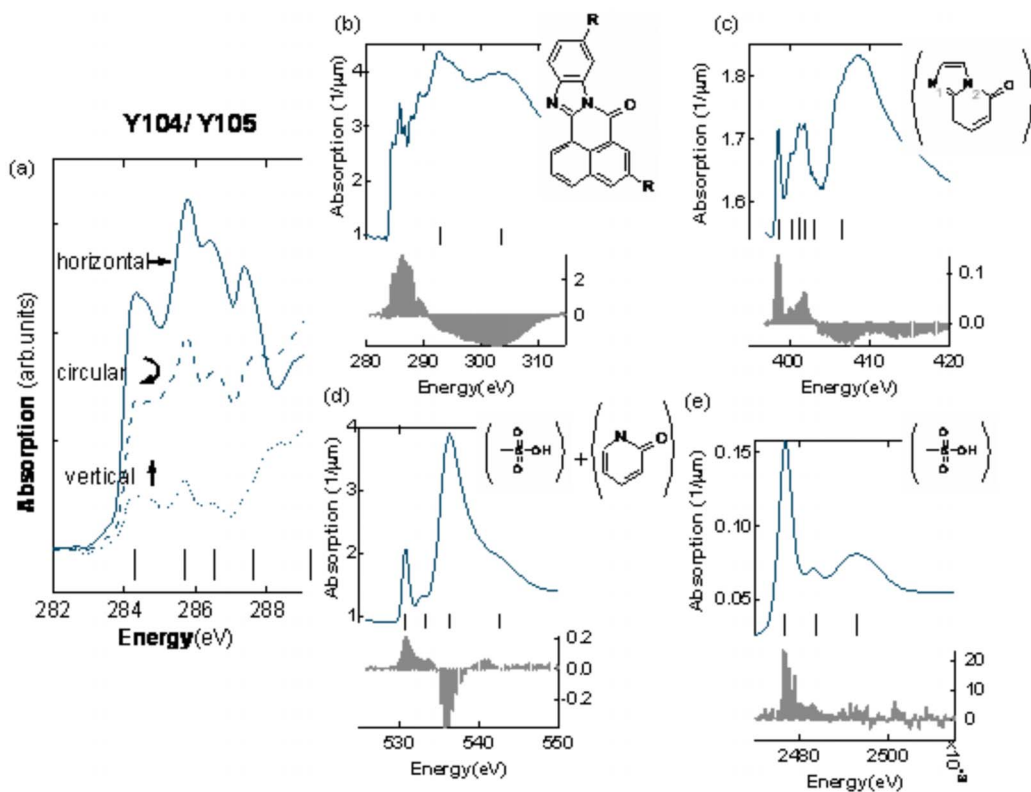 Y104/ Y105
(a)
Absorption (arb.units)
horizontal
circular
vertical
282 284 286 288
Energy(eV)
(b)
Absorption (1/μm)
4
3
2
1
R
N
N
O
R
2
0
280 290 300 310
Energy(eV)
(c)
Absorption (1/μm)
1.8
1.7
1.6
N
1
N
2
O
0.1
0.0
400 410 420
Energy(eV)
(d)
Absorption (1/μm)
4
3
2
1
O
S
O
OH
+
N
O
0.2
0.0
-0.2
530 540 550
Energy(eV)
(e)
Absorption (1/μm)
0.15
0.10
0.05
O
S
O
OH
20
10
0
2480 2500
Energy(eV)